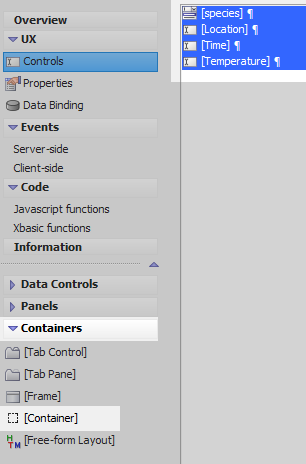 Overview
UX
Controls
Properties
Data Binding
Events
Server-side
Client-side
Code
Javascript functions
Xbasic functions
Information
Data Controls
Panels
Containers
[Tab Control]
[Tab Pane]
[Frame]
[Container]
HTM [Free-form Layout]
[species] ¶
[Location] ¶
[Time] ¶
[Temperature] ¶